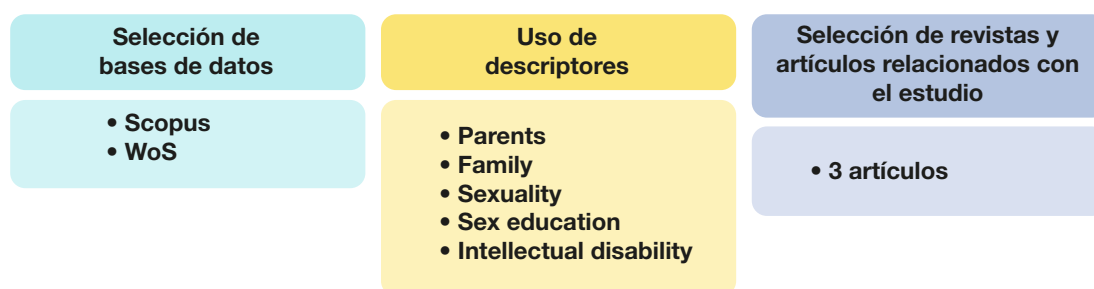 Selección de
bases de datos
• Scopus
• WoS
Uso de
descriptores
• Parents
• Family
• Sexuality
• Sex education
• Intellectual disability
Selección de revistas y
artículos relacionados con
el estudio
• 3 artículos